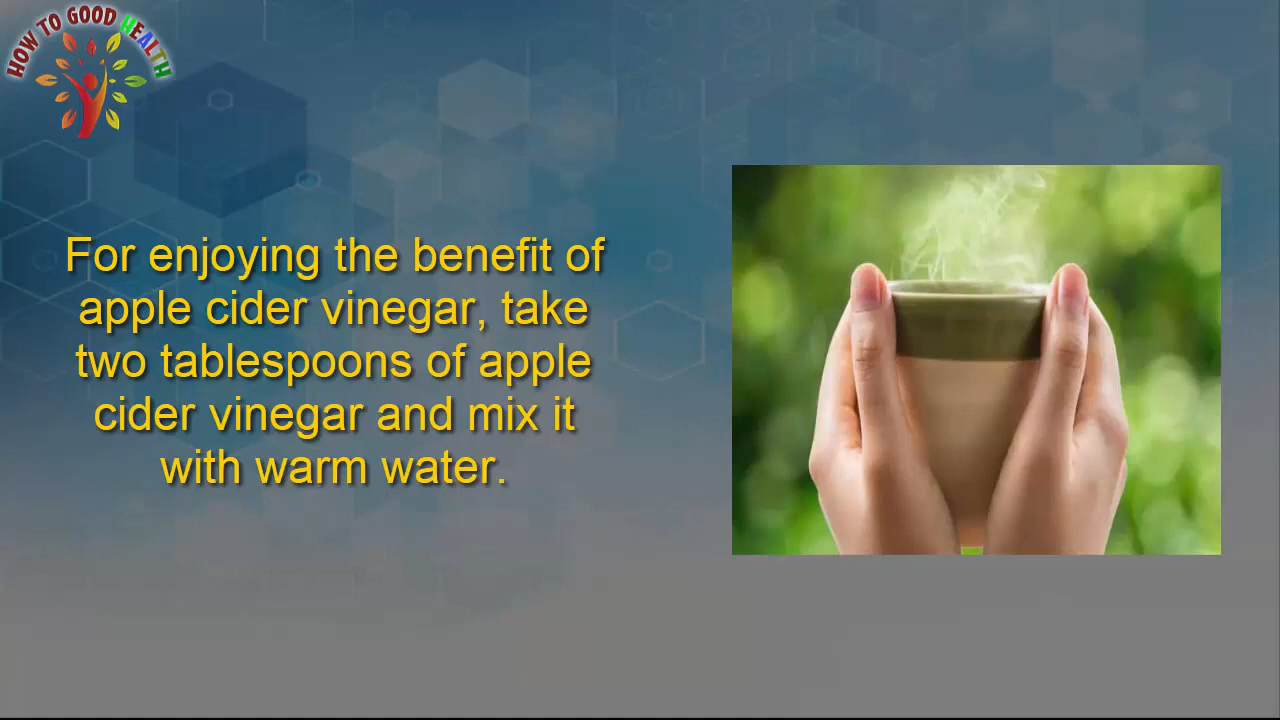 HOW TO GOOD HEALTH
For enjoying the benefit of
apple cider vinegar, take
two tablespoons of apple
cider vinegar and mix it
with warm water.